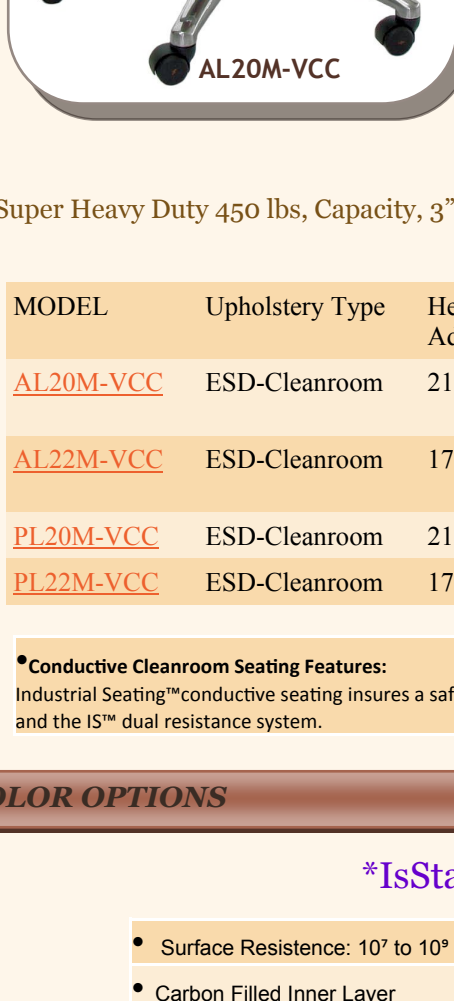 AL20M-VCC
Super Heavy Duty 450 lbs, Capacity, 3”
MODEL Upholstery Type
AL20M-VCC ESD-Cleanroom 21
AL22M-VCC ESD-Cleanroom 17
PL20M-VCC ESD-Cleanroom 21
PL22M-VCC ESD-Cleanroom 17
•Conductive Cleanroom Seating Features:
Industrial Seating™conductive seating insures a saf
and the IS™ dual resistance system.
OLOR OPTIONS
*IsSta
• Surface Resistence: 10⁷ to 10⁹
• Carbon Filled Inner Layer